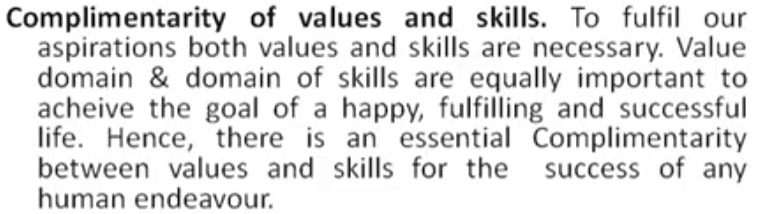 Complimentarity of values and skills. To fulfil our
aspirations both values and skills are necessary. Value
domain & domain of skills are equally important to
acheive the goal of a happy, fulfilling and successful
life. Hence, there is an essential Complimentarity
between values and skills for the success of any
human endeavour.